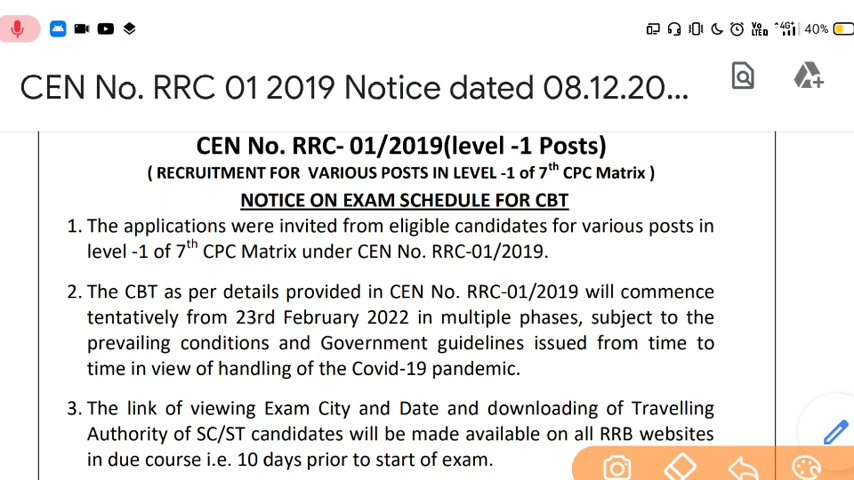 Vo
LTED
4G+
40%
CEN No. RRC 01 2019 Notice dated 08.12.20...
CEN No. RRC- 01/2019(level -1 Posts)
( RECRUITMENT FOR VARIOUS POSTS IN LEVEL -1 of 7th CPC Matrix )
NOTICE ON EXAM SCHEDULE FOR CBT
1. The applications were invited from eligible candidates for various posts in
level -1 of 7th CPC Matrix under CEN No. RRC-01/2019.
2. The CBT as per details provided in CEN No. RRC-01/2019 will commence
tentatively from 23rd February 2022 in multiple phases, subject to the
prevailing conditions and Government guidelines issued from time to
time in view of handling of the Covid-19 pandemic.
3. The link of viewing Exam City and Date and downloading of Travelling
Authority of SC/ST candidates will be made available on all RRB websites
in due course i.e. 10 days prior to start of exam.